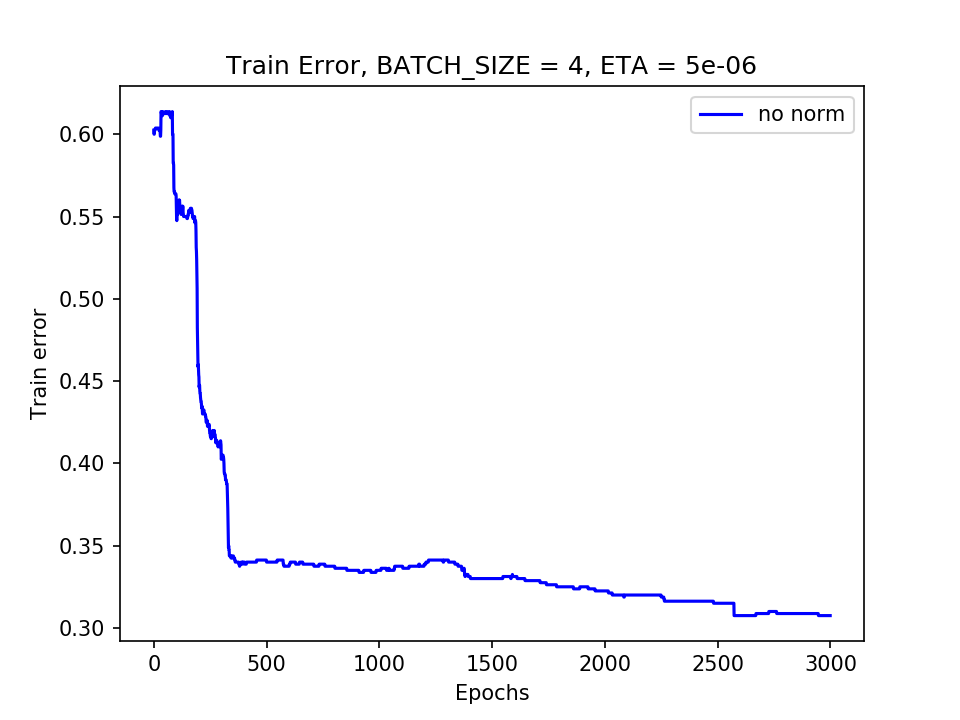 Train Error, BATCH_SIZE = 4, ETA = 5e-06
no norm
Train error
0.60
0.55
0.50
0.45
0.40
0.35
0.30
0 500 1000 1500 2000 2500 3000
Epochs